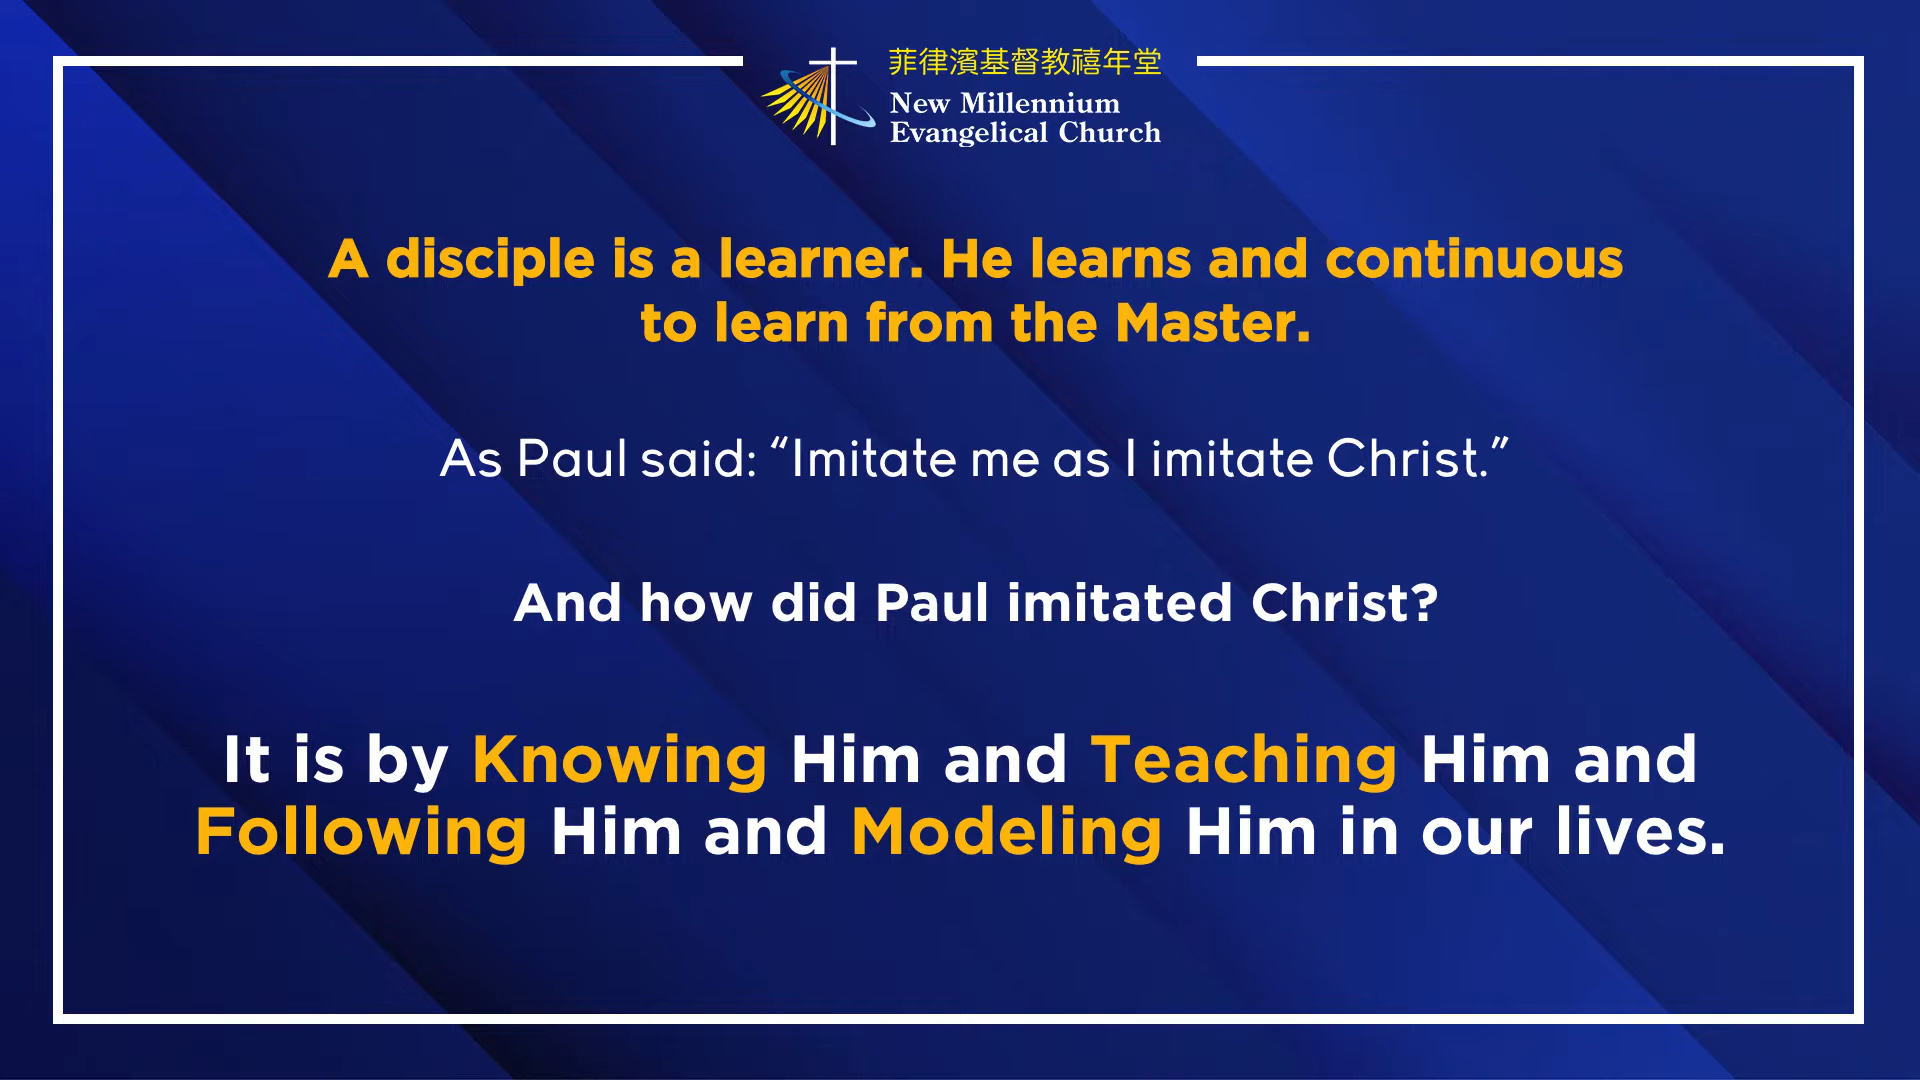 菲律濱基督教禧年堂
New Millennium
Evangelical Church
A disciple is a learner. He learns and continuous
to learn from the Master.
As Paul said: “Imitate me as I imitate Christ.”
And how did Paul imitated Christ?
It is by Knowing Him and Teaching Him and
Following Him and Modeling Him in our lives.